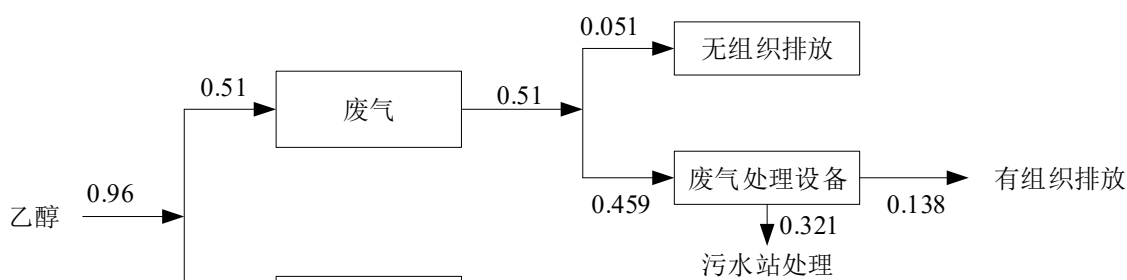 0.051
无组织排放
0.51
废气
0.51
废气处理设备
有组织排放
0.96
0.459
0.138
乙醇
0.321
污水站处理